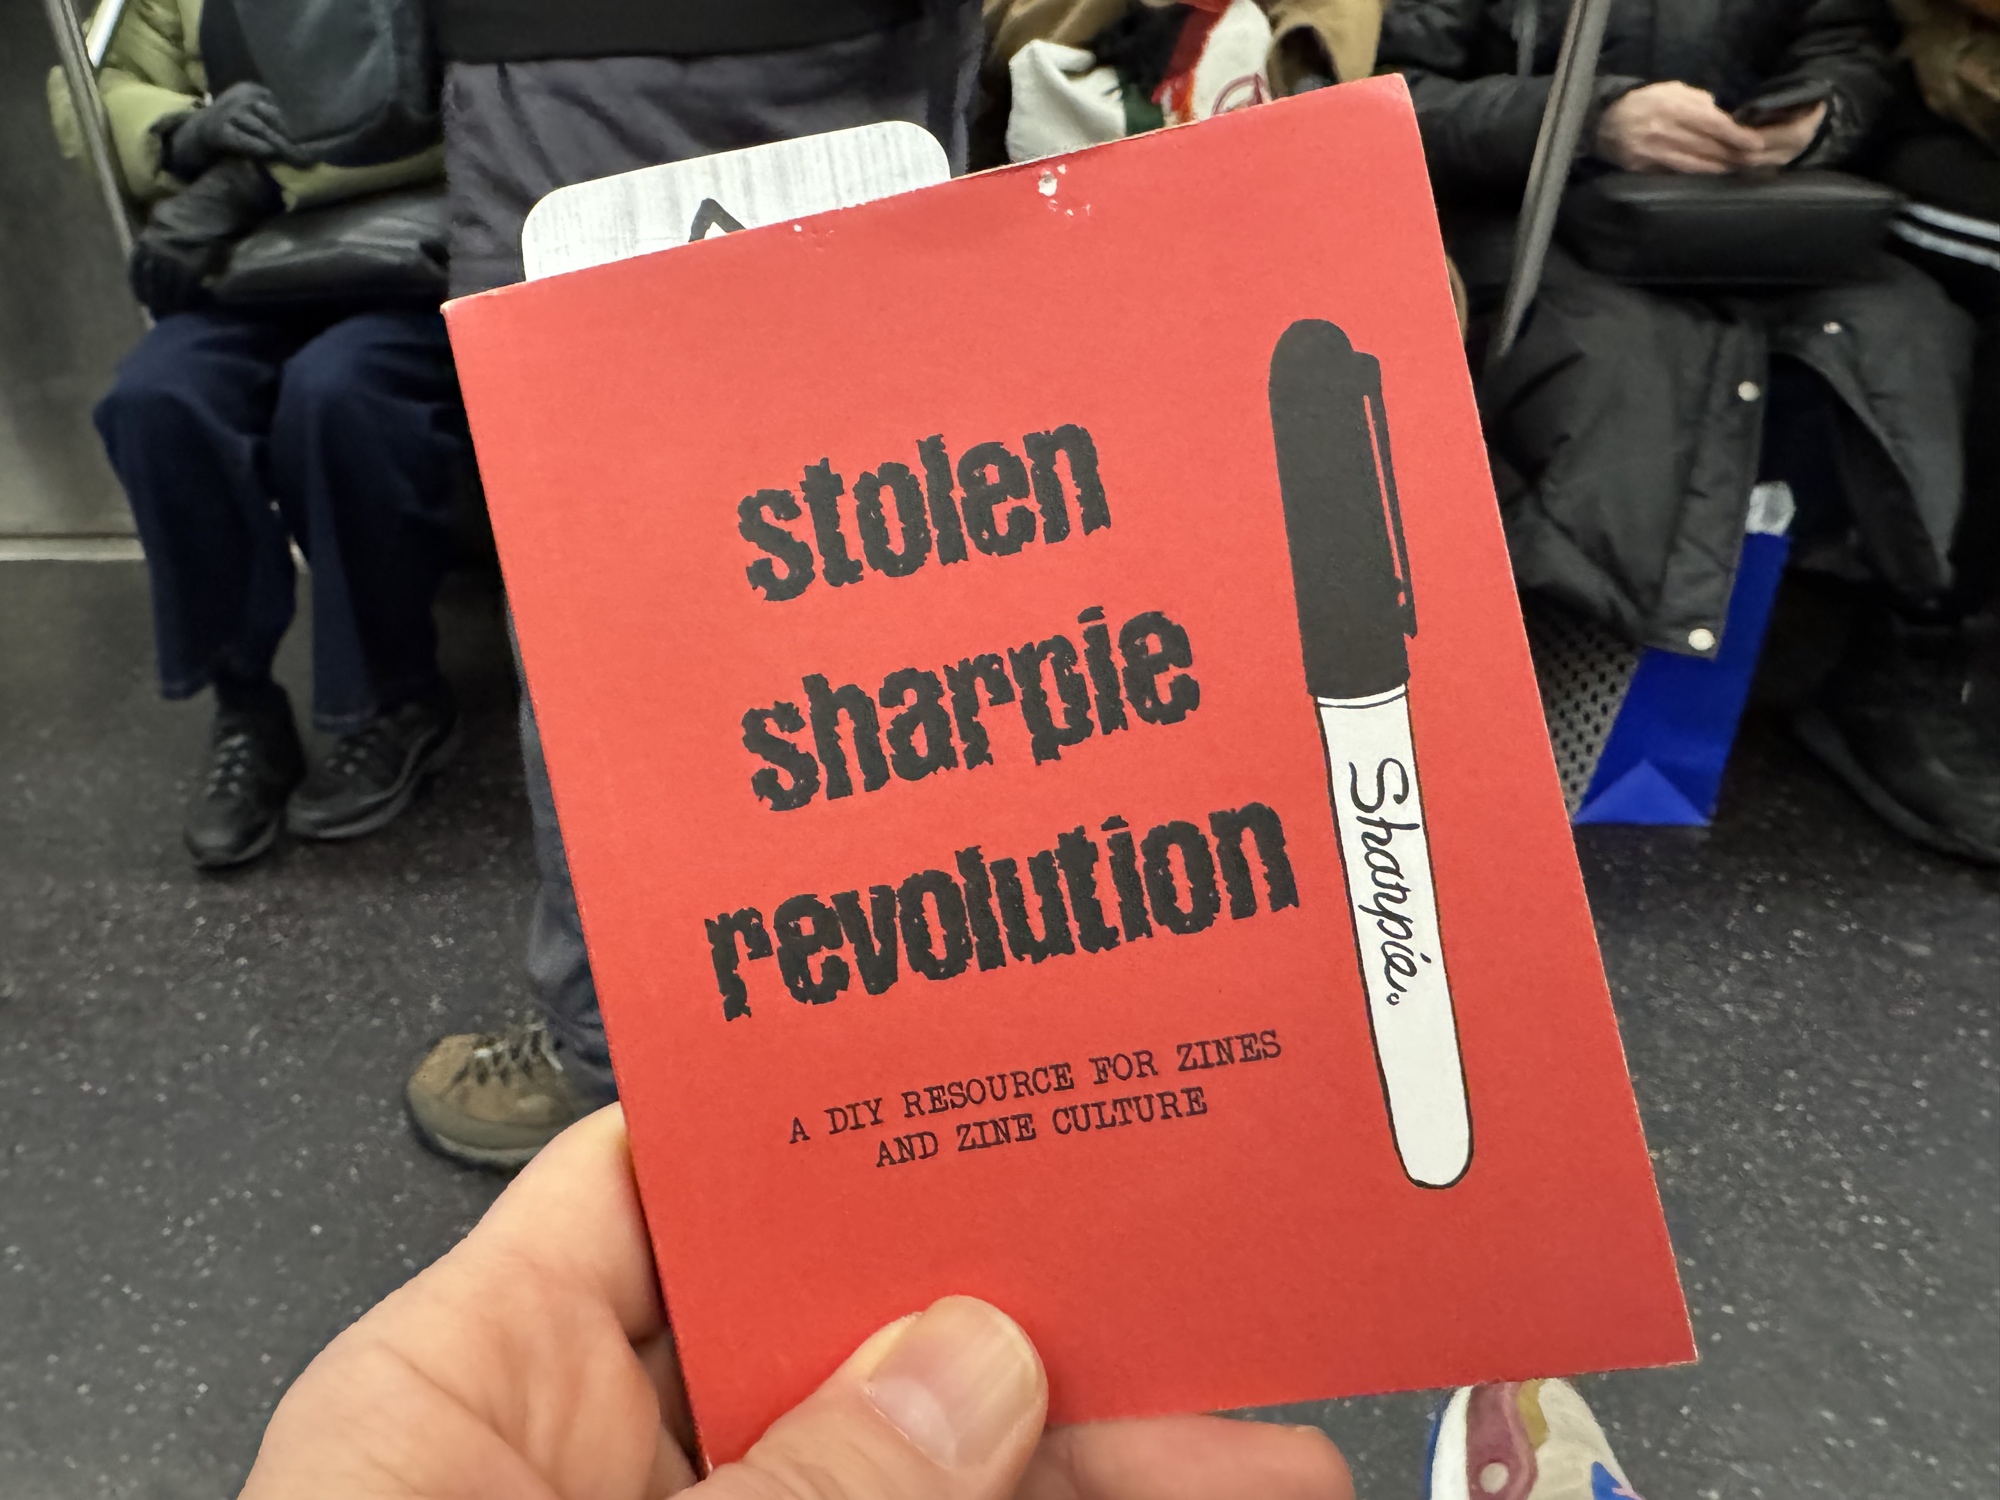 stolen
sharpie
revolution
A DIY RESOURCE FOR ZINES
AND ZINE CULTURE
Sharpie.